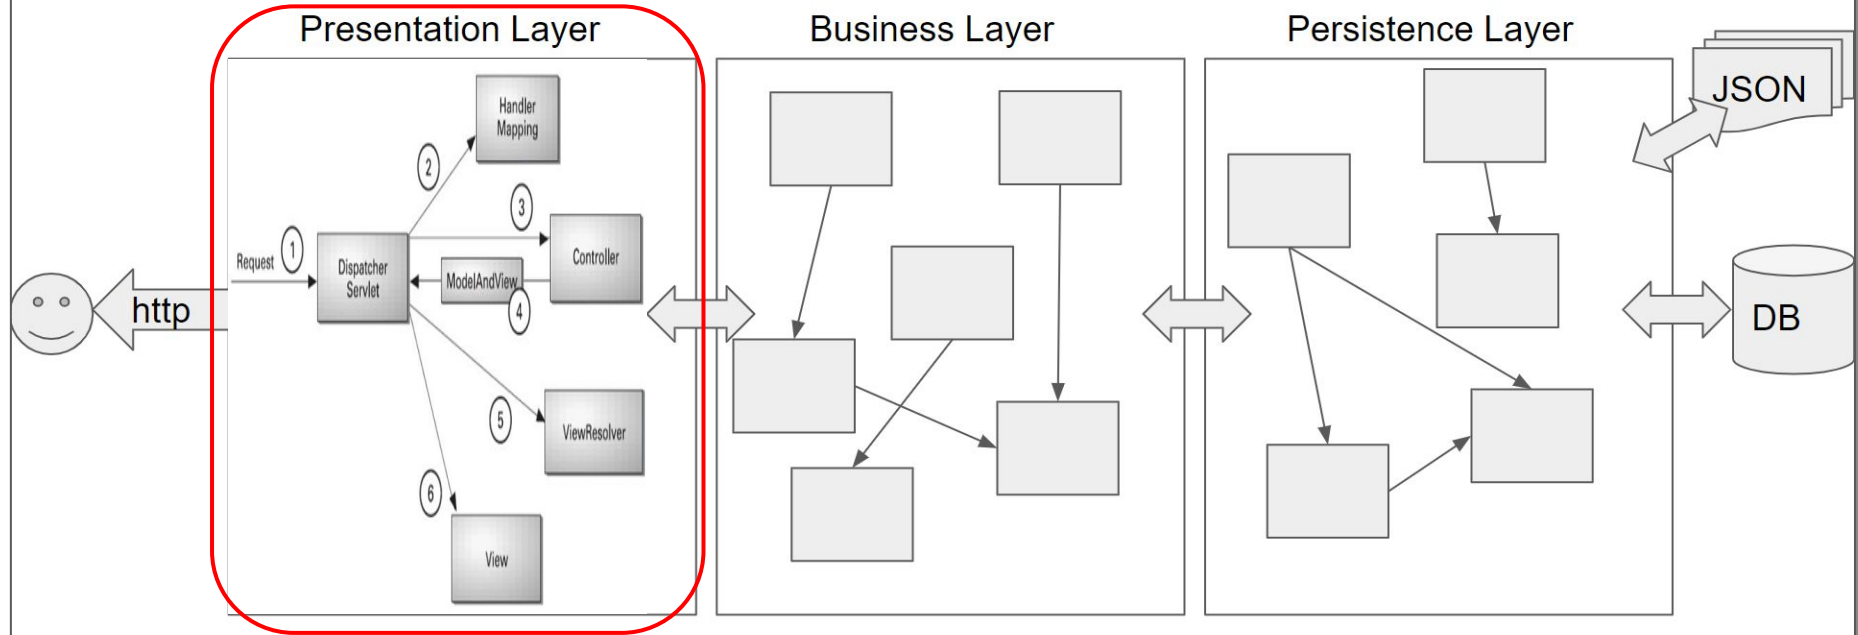 Presentation Layer
Business Layer
Persistence Layer
JSON
Handler
Mapping
2
3
1
Request
Dispatcher
Servlet
Controller
ModelAndView
4
http
DB
5
ViewResolver
6
View